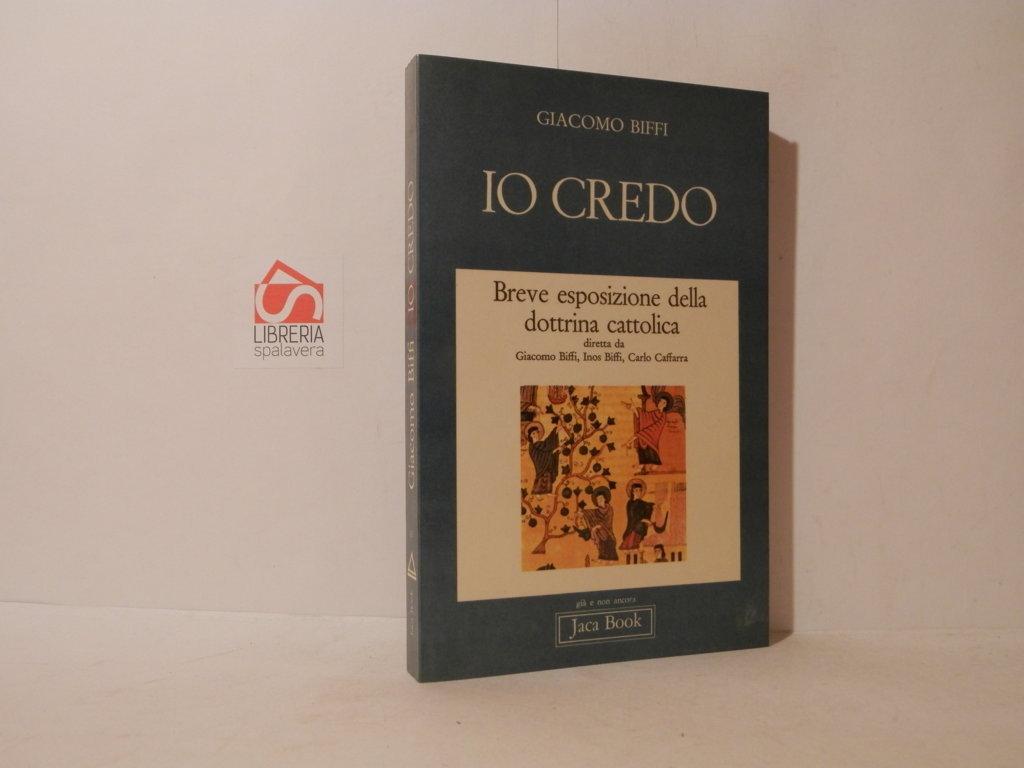 GIACOMO BIFFI
IO CREDO
Breve esposizione della
dottrina cattolica
diretta da
Giacomo Biffi, Inos Biffi, Carlo Caffarra
già e non ancora
Jaca Book
Giacomo Biffi IO CREDO
LIBRERIA
spalavera